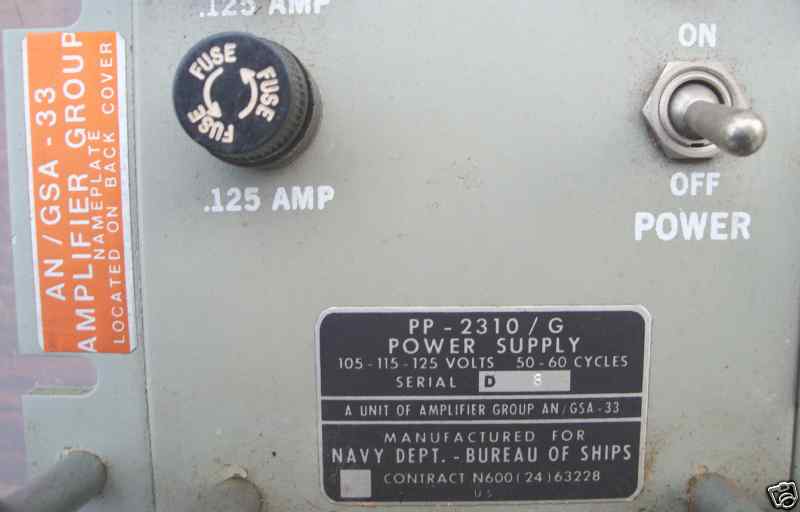 .125 AMP
FUSE
FUSE
FUSE
.125 AMP
ON
OFF
POWER
AN/GSA-33
AMPLIFIER GROUP
NAMEPLATE
LOCATED ON BACK COVER
PP-2310/G
POWER SUPPLY
105-115-125 VOLTS 50-60 CYCLES
SERIAL D 8
A UNIT OF AMPLIFIER GROUP AN/GSA-33
MANUFACTURED FOR
NAVY DEPT.-BUREAU OF SHIPS
CONTRACT N600(24)63228
US